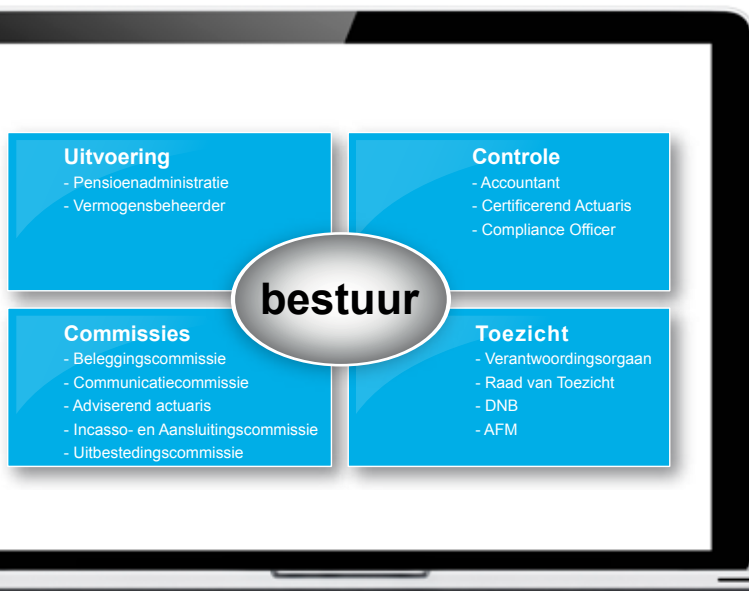 Uitvoering
- Pensioenadministratie
- Vermogensbeheerder
Controle
- Accountant
- Certificerend Actuaris
- Compliance Officer
bestuur
Commissies
- Beleggingscommissie
- Communicatiecommissie
- Adviserend actuaris
- Incasso- en Aansluitingscommissie
- Uitbestedingscommissie
Toezicht
- Verantwoordingsorgaan
- Raad van Toezicht
- DNB
- AFM